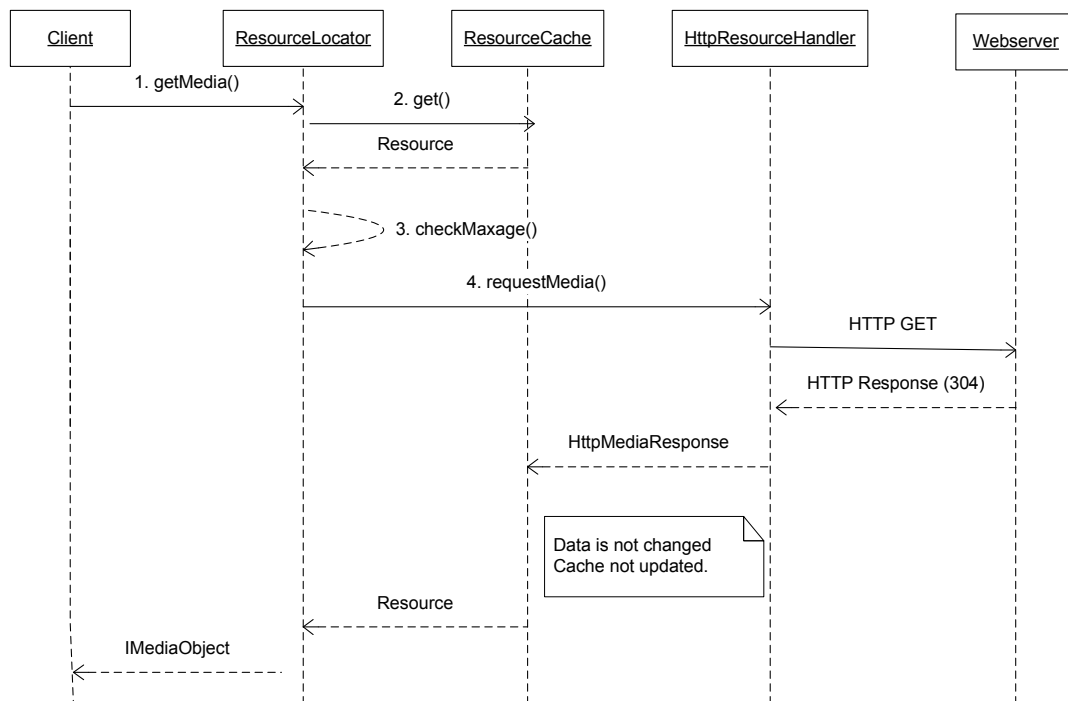 Client
ResourceLocator
ResourceCache
HttpResourceHandler
Webserver
1. getMedia()
2. get()
Resource
3. checkMaxage()
4. requestMedia()
HTTP GET
HTTP Response (304)
HttpMediaResponse
Data is not changed
Cache not updated.
Resource
IMediaObject